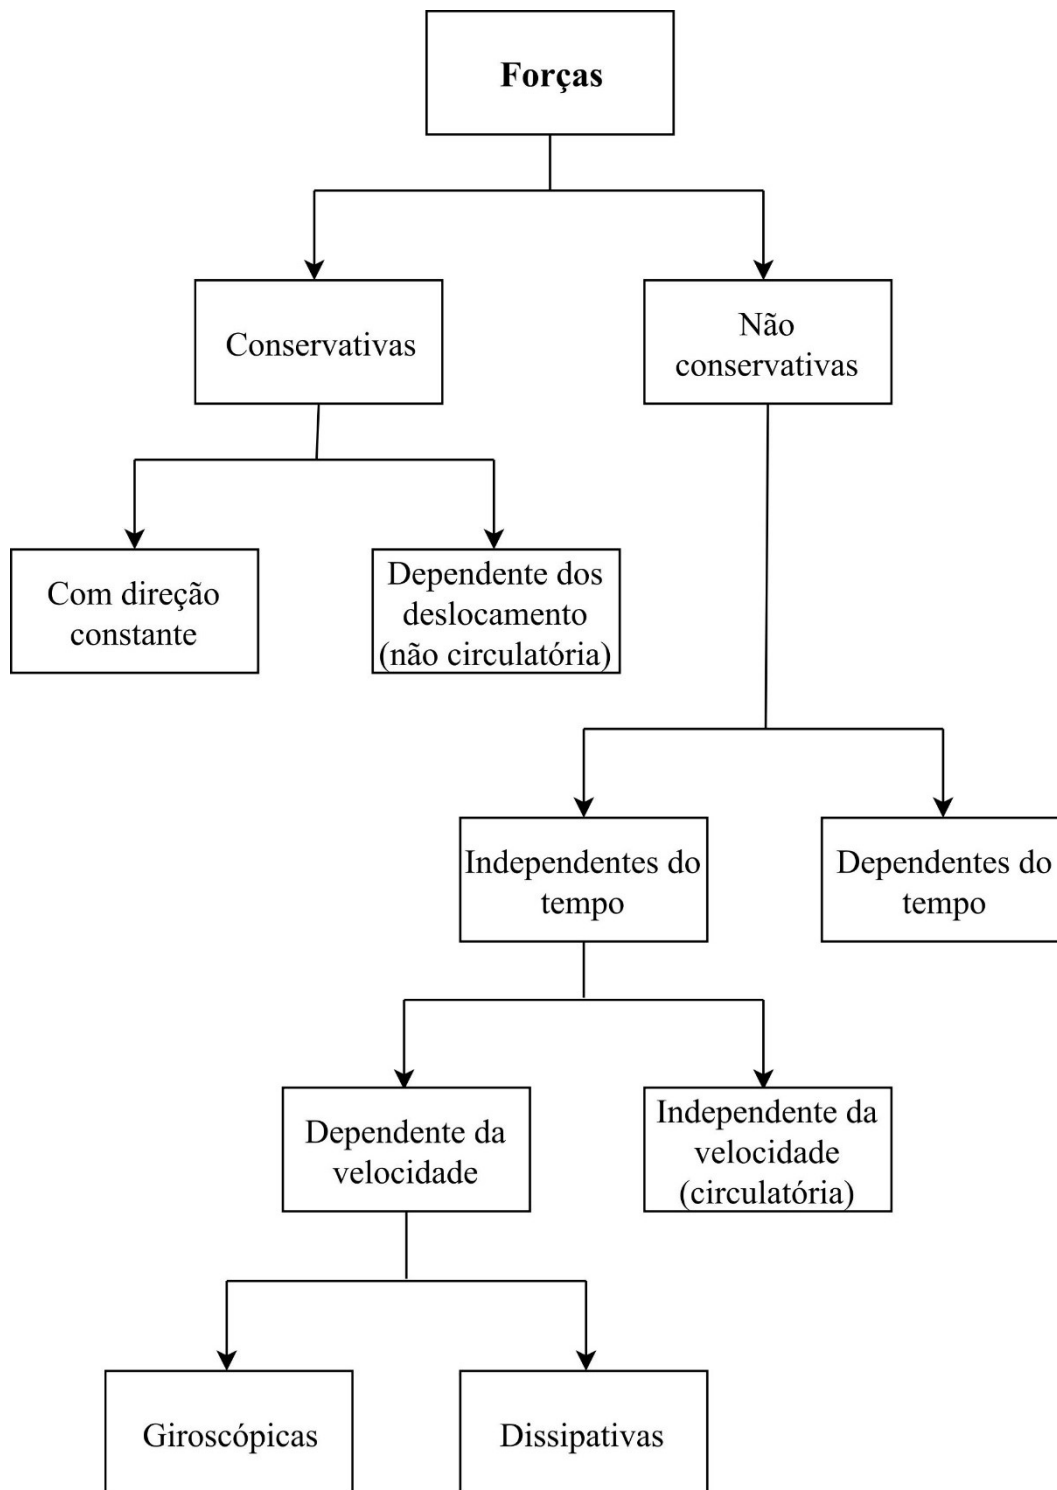 Forças
Conservativas
Não
conservativas
Com direção
constante
Dependente dos
deslocamento
(não circulatória)
Independentes do
tempo
Dependentes do
tempo
Dependente da
velocidade
Independente da
velocidade
(circulatória)
Giroscópicas
Dissipativas